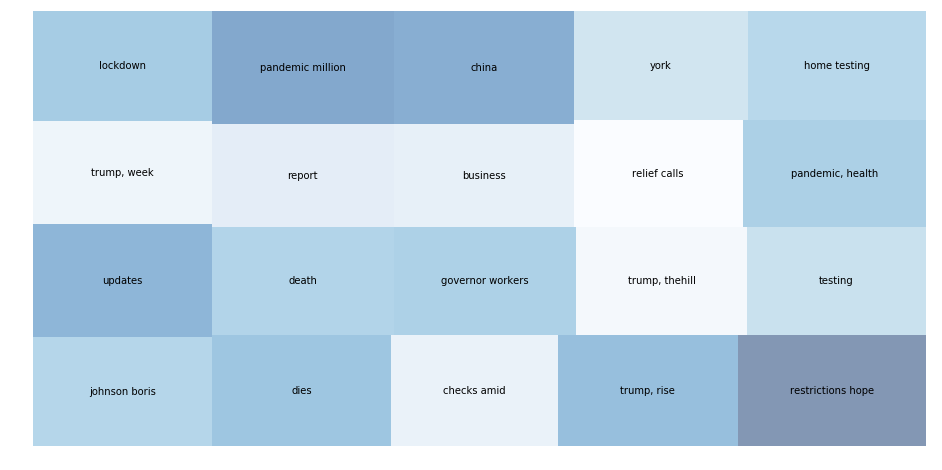 lockdown
pandemic million
china
york
home testing
trump, week
report
business
relief calls
pandemic, health
updates
death
governor workers
trump, thehill
testing
johnson boris
dies
checks amid
trump, rise
restrictions hope